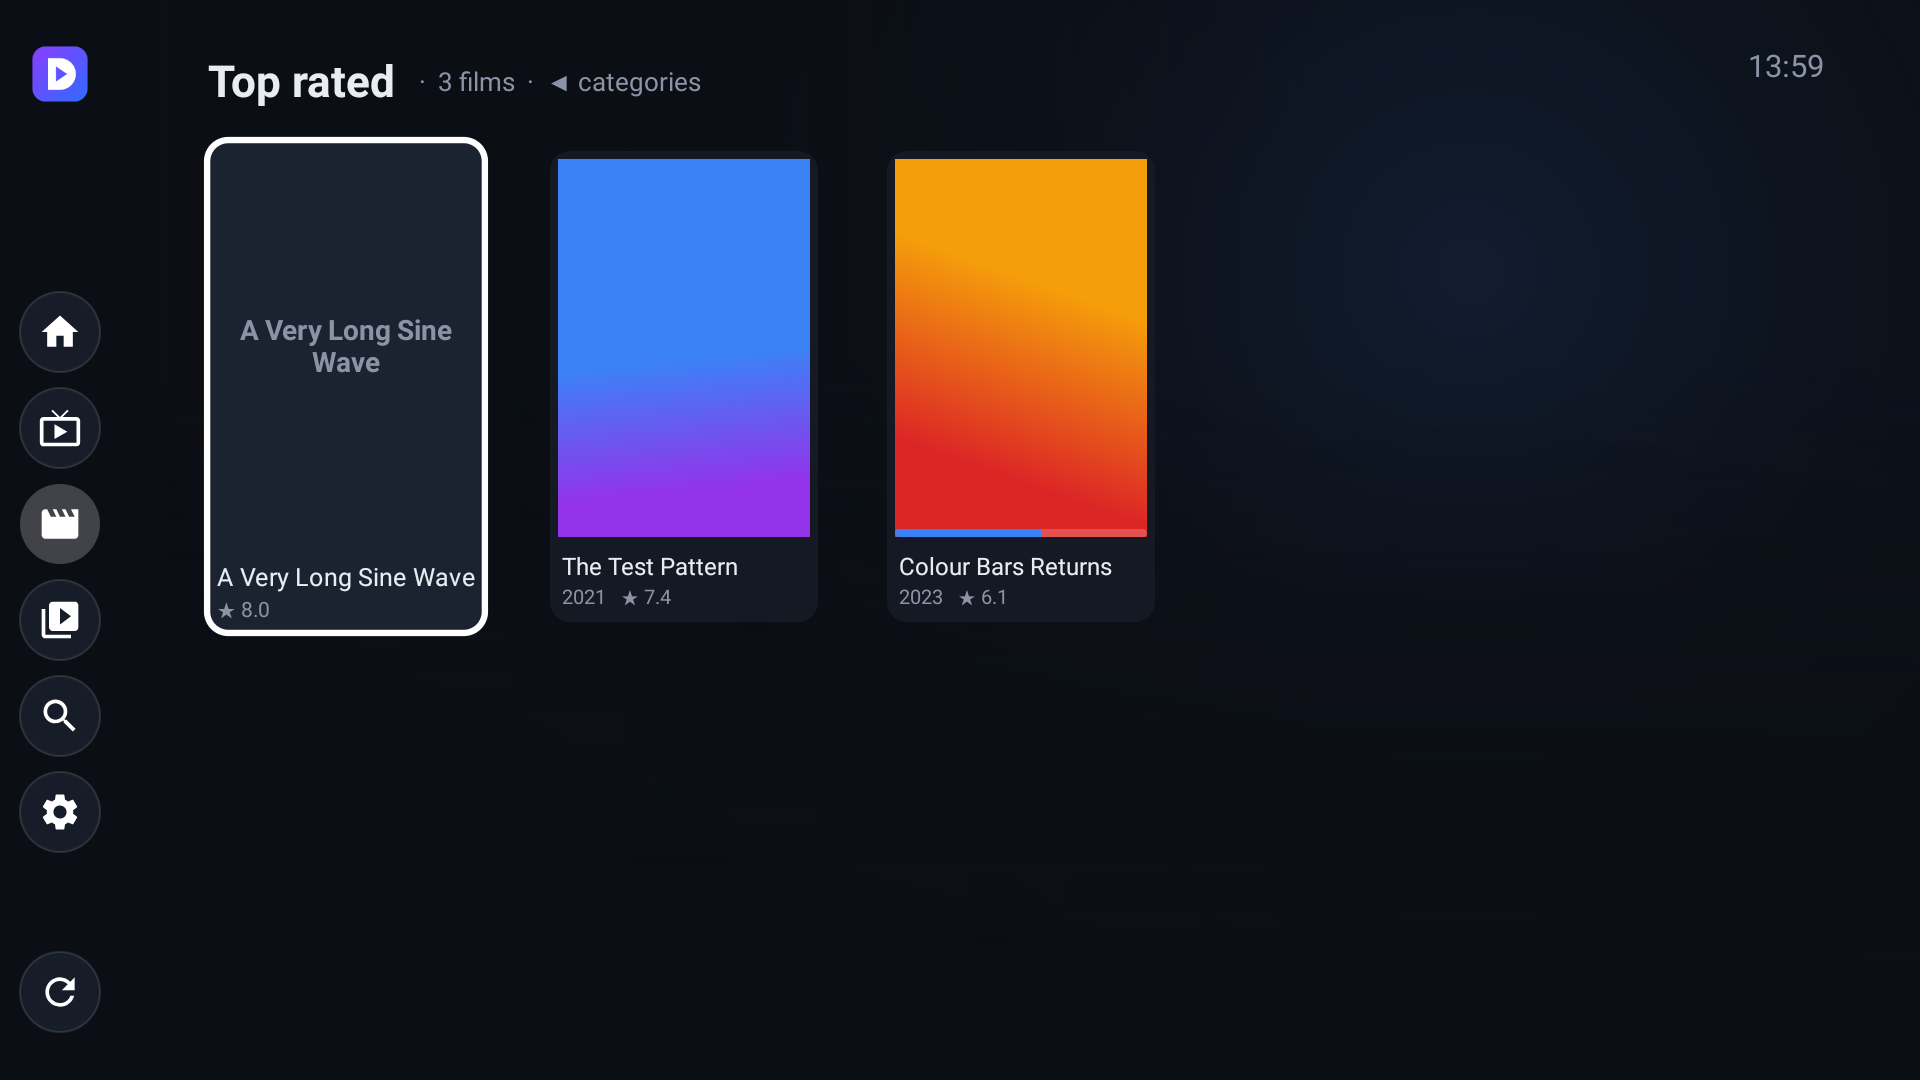 Top rated · 3 films · ◄ categories
13:59
A Very Long Sine
Wave
A Very Long Sine Wave
★ 8.0
The Test Pattern
2021 ★ 7.4
Colour Bars Returns
2023 ★ 6.1